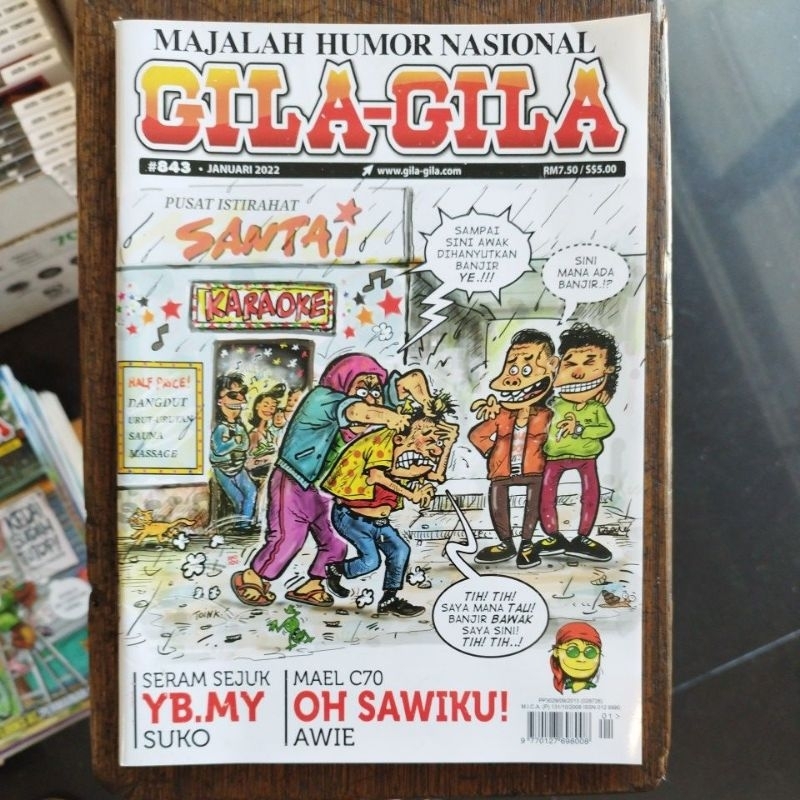 MAJALAH HUMOR NASIONAL
GILA-GILA
#843 • JANUARI 2022
www.gila-gila.com
RM7.50 / S$5.00
PUSAT ISTIRAHAT
SANTAI
KARAOKE
HALF PRICE!
DANGDUT
SAUNA
MASSAGE
SAMPAI
SINI AWAK
DIHANYUTKAN
BANJIR
YE..!!!
SINI
MANA ADA
BANJIR..!?
TIH! TIH!
SAYA MANA TAU!
BANJIR BAWAK
SAYA SINI!
TIH! TIH..!
TOINK
SERAM SEJUK
YB.MY
SUKO
MAEL C70
OH SAWIKU!
AWIE
01>